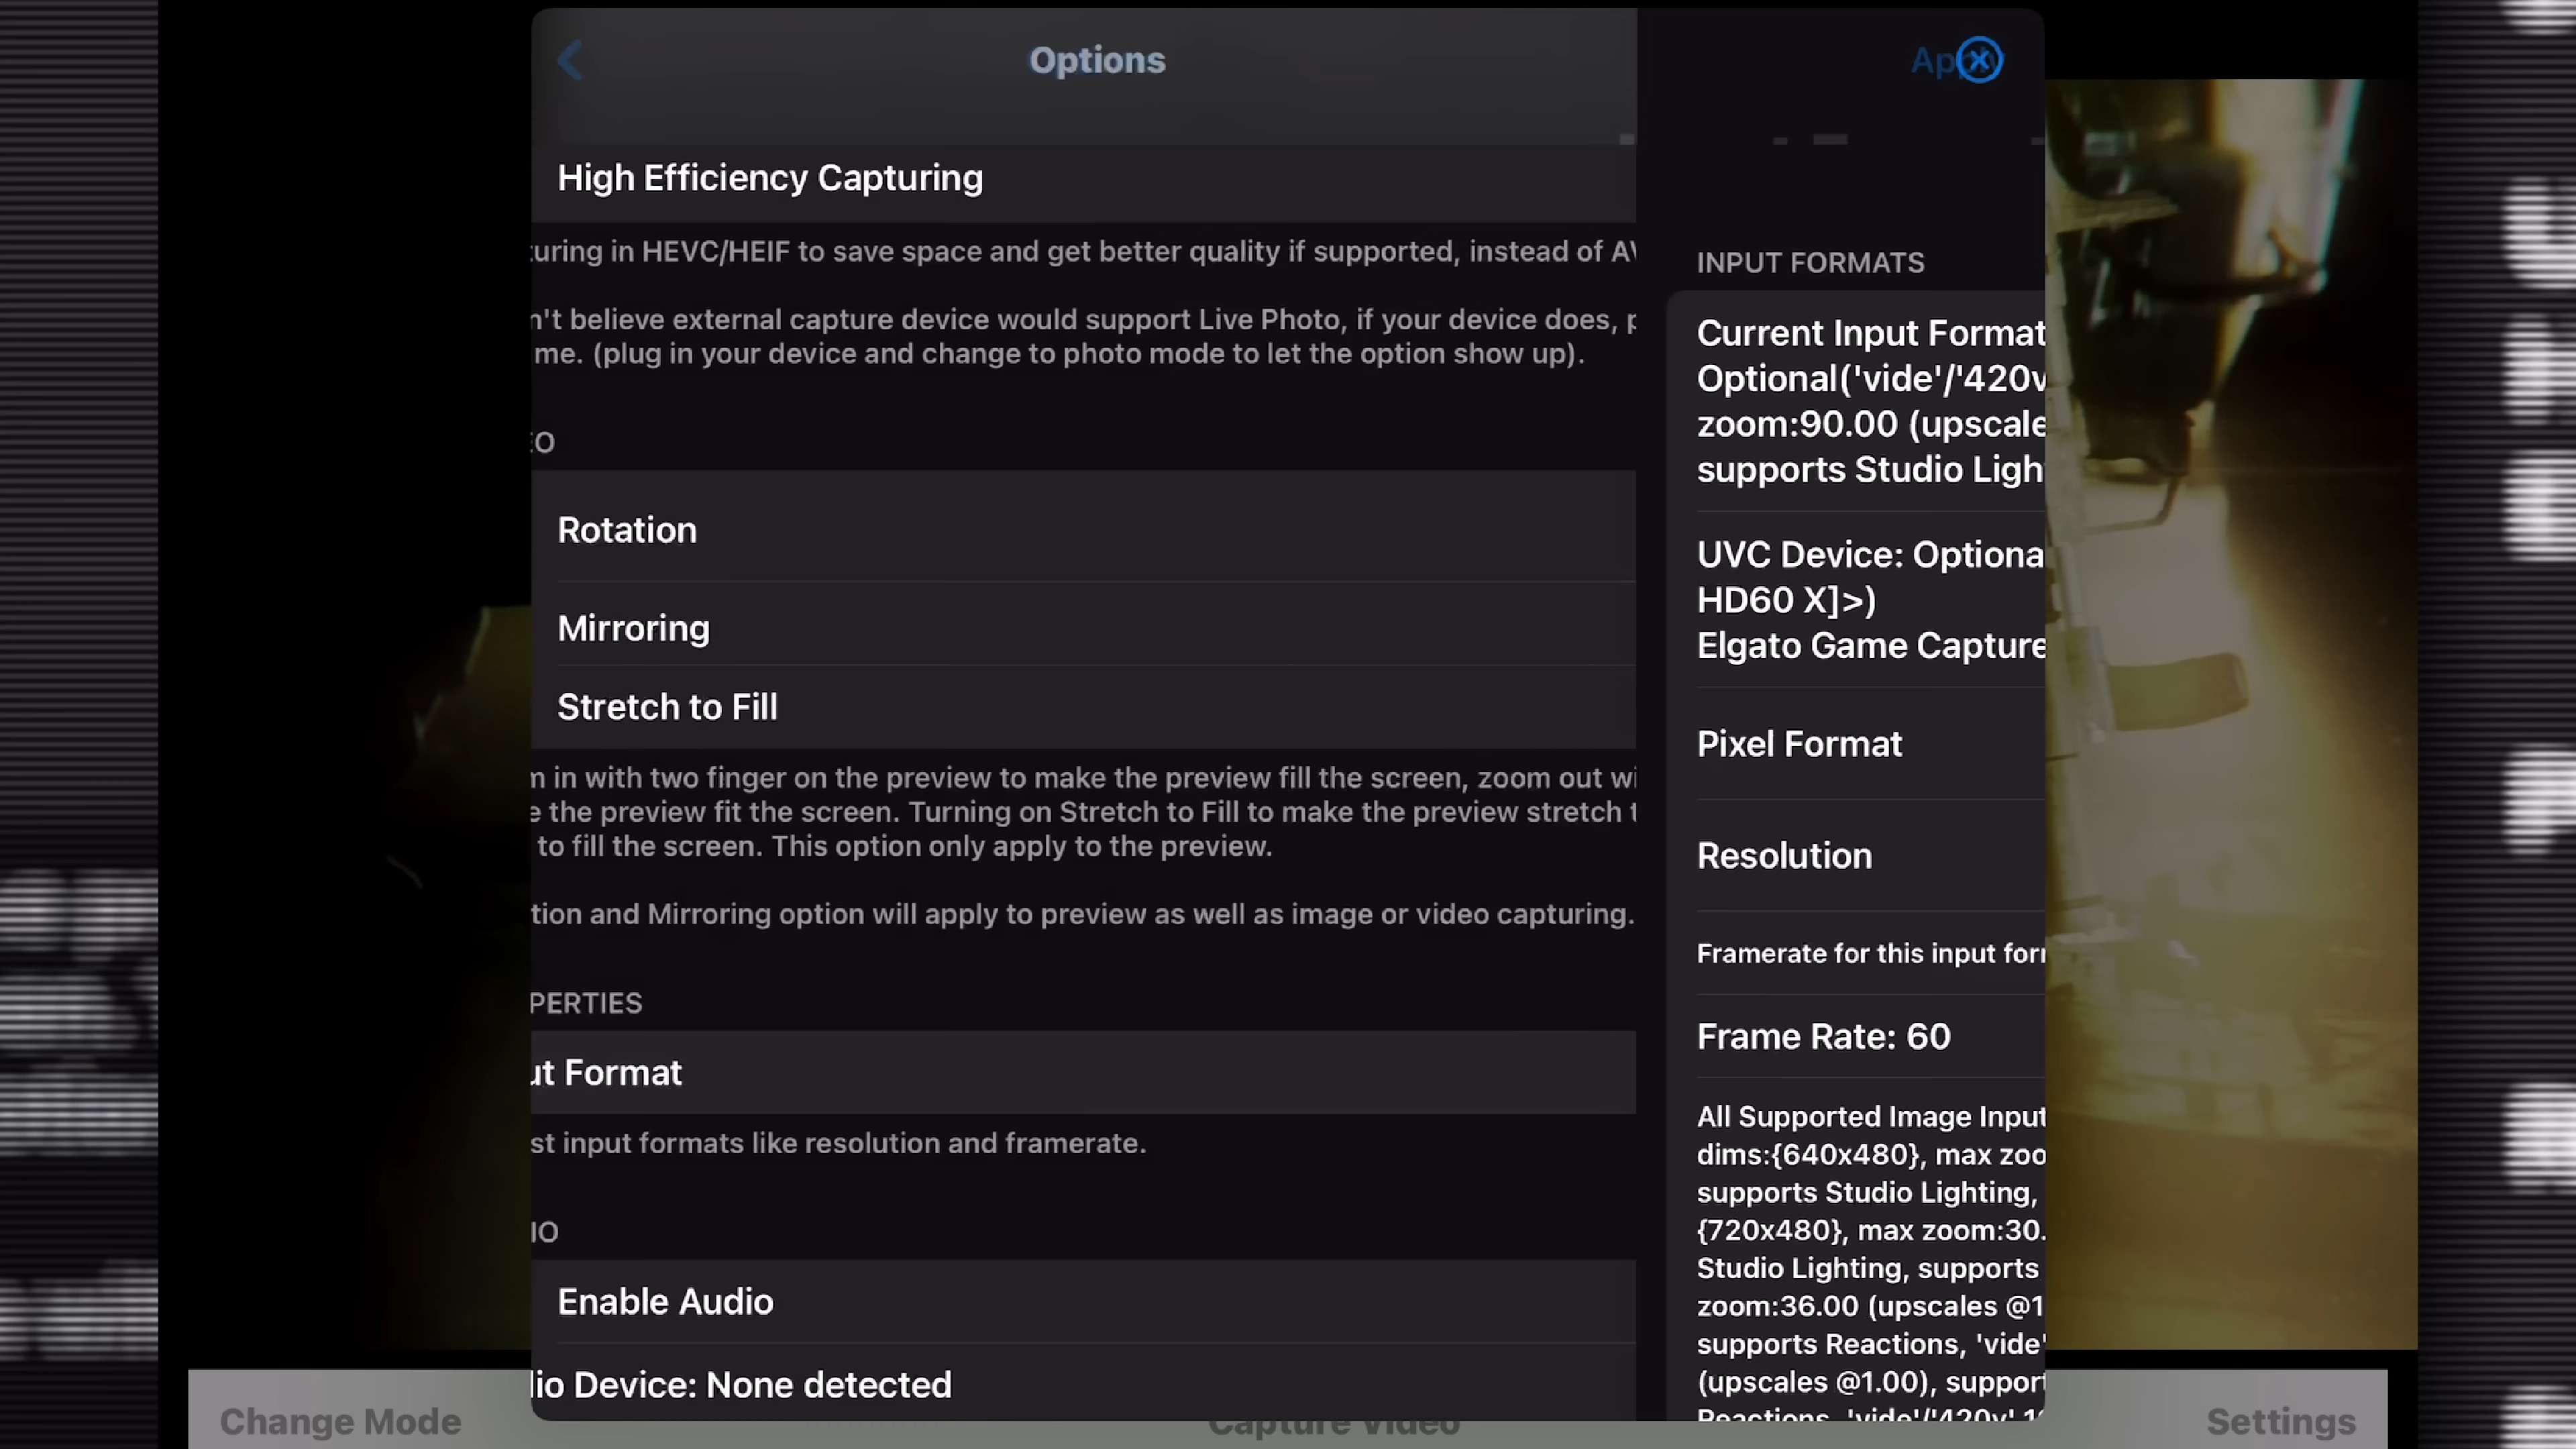 Options
High Efficiency Capturing
turing in HEVC/HEIF to save space and get better quality if supported, instead of AV
n't believe external capture device would support Live Photo, if your device does, p
me. (plug in your device and change to photo mode to let the option show up).
EO
Rotation
Mirroring
Stretch to Fill
m in with two finger on the preview to make the preview fill the screen, zoom out wi
e the preview fit the screen. Turning on Stretch to Fill to make the preview stretch t
to fill the screen. This option only apply to the preview.
tion and Mirroring option will apply to preview as well as image or video capturing.
PERTIES
ut Format
st input formats like resolution and framerate.
IO
Enable Audio
lio Device: None detected
INPUT FORMATS
Current Input Format
Optional('vide'/'420v
zoom:90.00 (upscale
supports Studio Ligh
UVC Device: Optiona
HD60 X]>)
Elgato Game Capture
Pixel Format
Resolution
Framerate for this input for
Frame Rate: 60
All Supported Image Input
dims:{640x480}, max zoo
supports Studio Lighting,
{720x480}, max zoom:30.
Studio Lighting, supports
zoom:36.00 (upscales @1
supports Reactions, 'vide'
(upscales @1.00), support
Reactions, 'vide'/'420v'
Change Mode
Capture Video
Settings